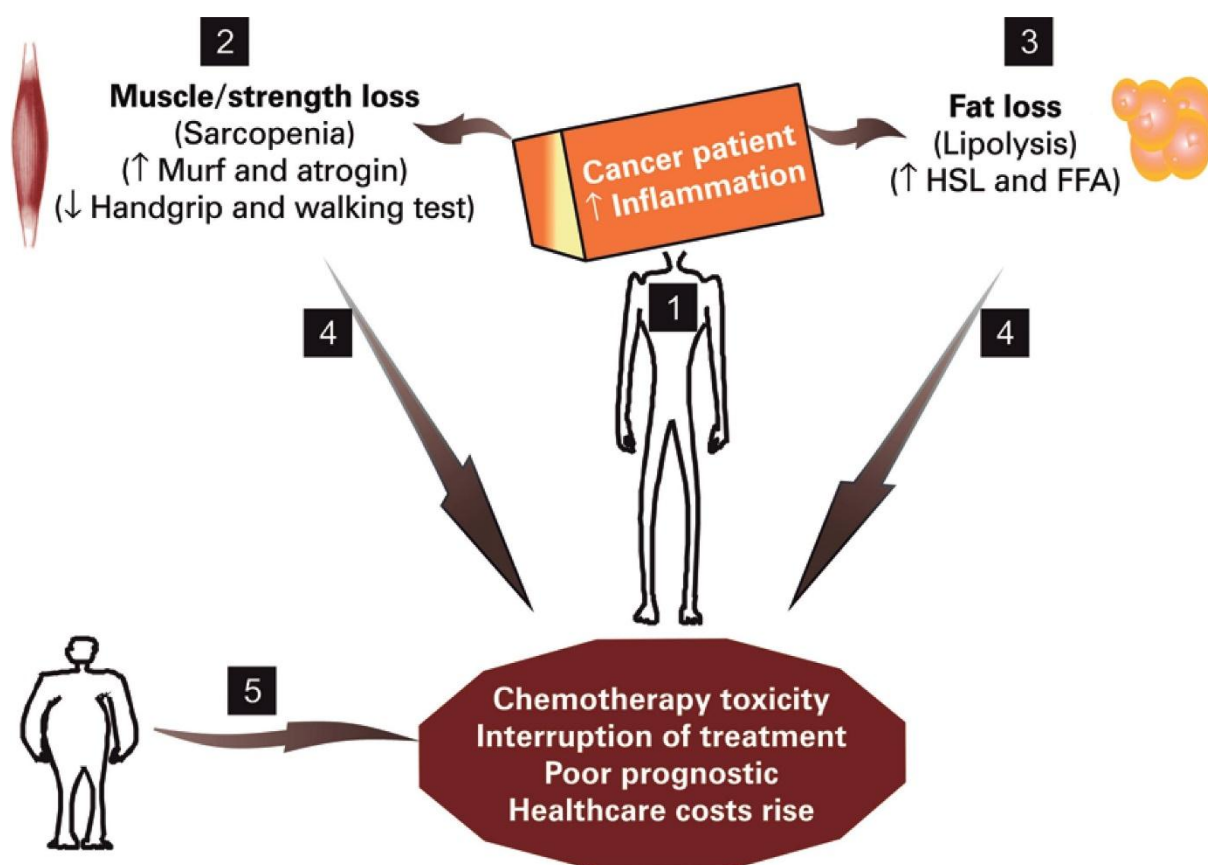 2
Muscle/strength loss
(Sarcopenia)
(↑ Murf and atrogin)
(↓ Handgrip and walking test)
Cancer patient
↑ Inflammation
3
Fat loss
(Lipolysis)
(↑ HSL and FFA)
1
4
4
5
Chemotherapy toxicity
Interruption of treatment
Poor prognostic
Healthcare costs rise